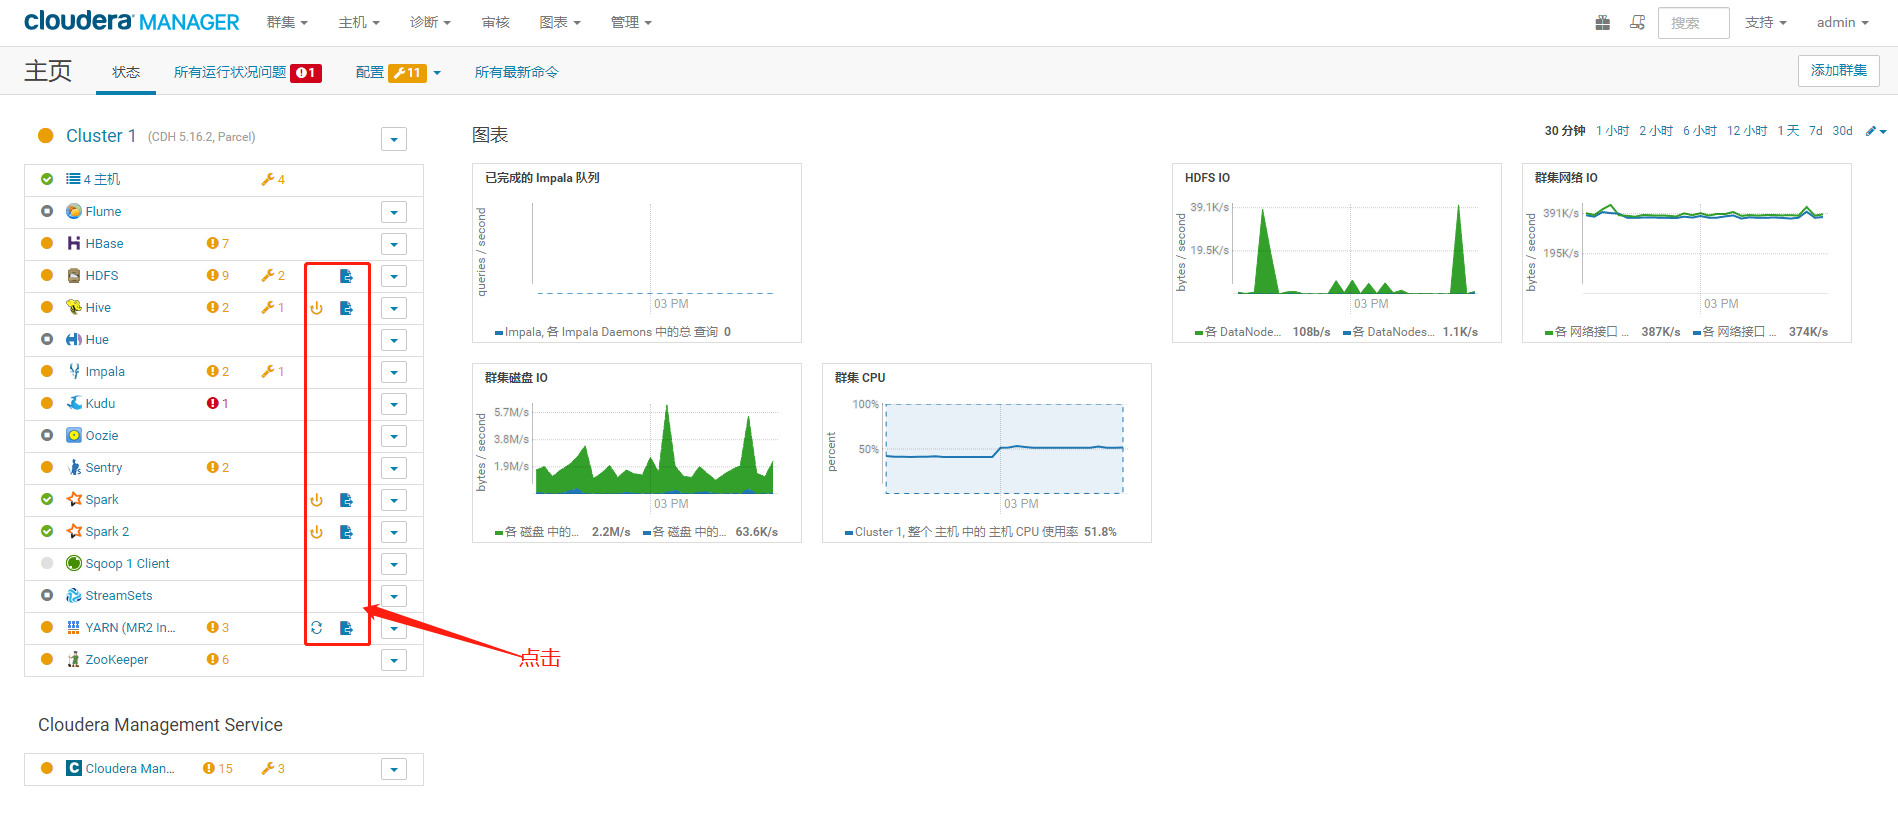 cloudera MANAGER 群集 主机 诊断 审核 图表 管理 搜索 支持 admin
主页 状态 所有运行状况问题 1 配置 11 所有最新命令 添加群集
Cluster 1 (CDH 5.16.2, Parcel)
4 主机 4
Flume
HBase 7
HDFS 9 2
Hive 2 1
Hue
Impala 2 1
Kudu 1
Oozie
Sentry 2
Spark
Spark 2
Sqoop 1 Client
StreamSets
YARN (MR2 In... 3
ZooKeeper 6
点击
Cloudera Management Service
Cloudera Man... 15 3
图表
30 分钟 1 小时 2 小时 6 小时 12 小时 1 天 7d 30d
已完成的 Impala 队列
queries / second
03 PM
Impala, 各 Impala Daemons 中的总 查询 0
HDFS IO
bytes / second
39.1K/s
19.5K/s
03 PM
各 DataNode... 108b/s 各 DataNodes... 1.1K/s
群集网络 IO
bytes / second
391K/s
195K/s
03 PM
各 网络接口 ... 387K/s 各 网络接口 ... 374K/s
群集磁盘 IO
bytes / second
5.7M/s
3.8M/s
1.9M/s
03 PM
各 磁盘 中的... 2.2M/s 各 磁盘 中的... 63.6K/s
群集 CPU
percent
100%
50%
03 PM
Cluster 1, 整个 主机 中的 主机 CPU 使用率 51.8%